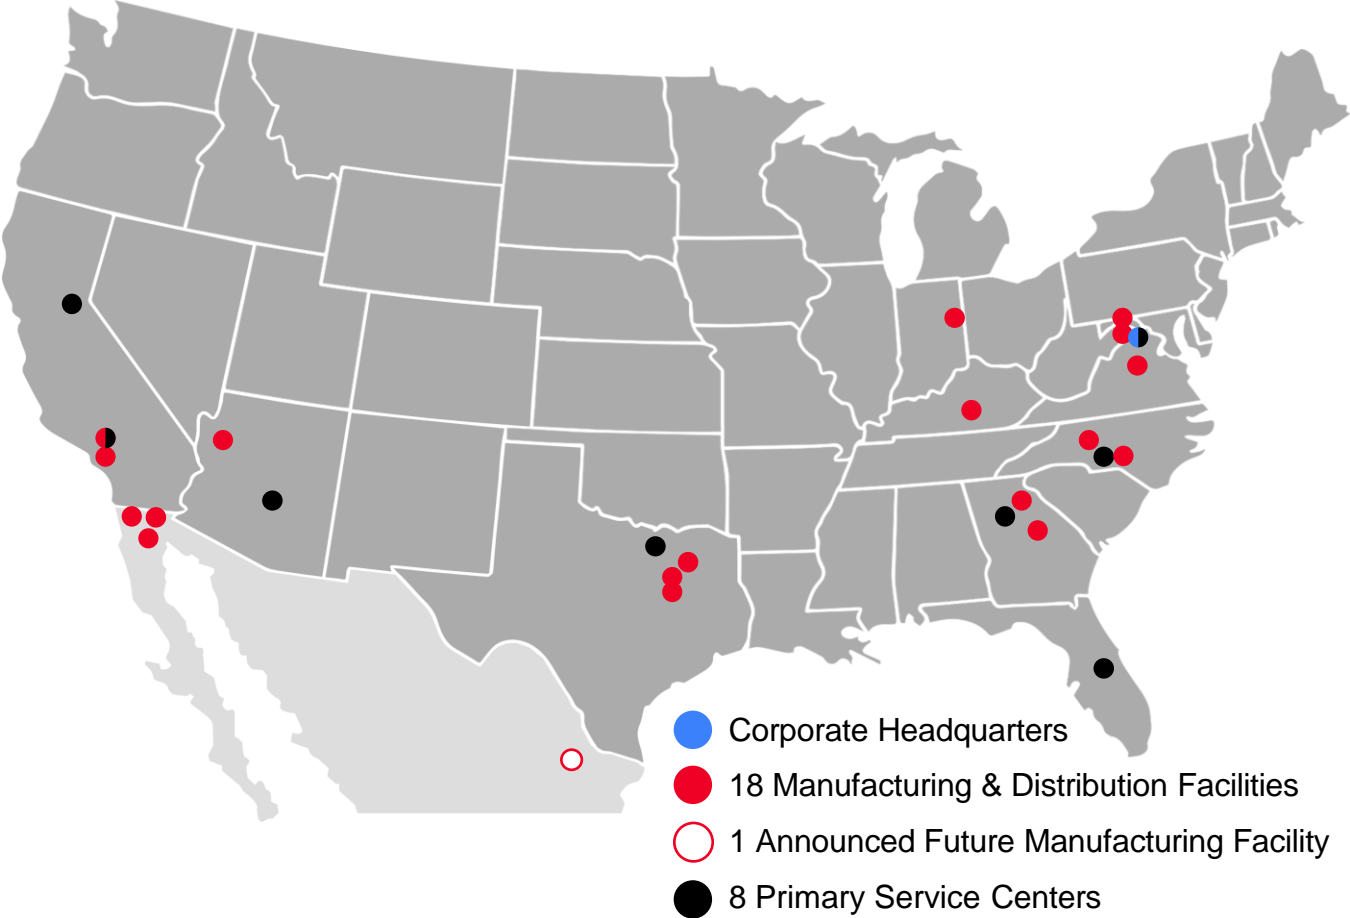 Corporate Headquarters
18 Manufacturing & Distribution Facilities
1 Announced Future Manufacturing Facility
8 Primary Service Centers